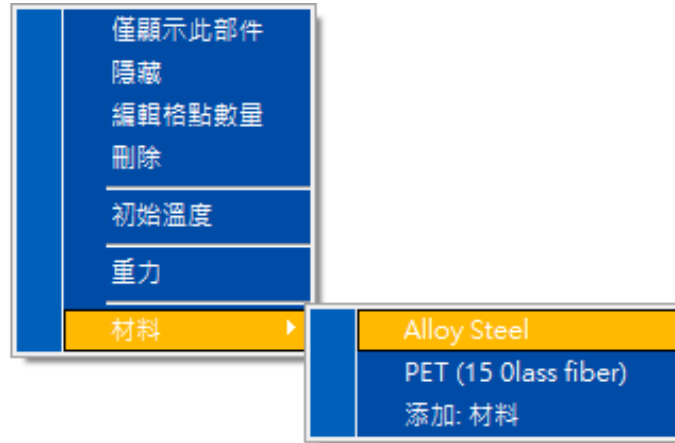 僅顯示此部件
隱藏
編輯格點數量
刪除
初始溫度
重力
材料
Alloy Steel
PET (15 0lass fiber)
添加: 材料